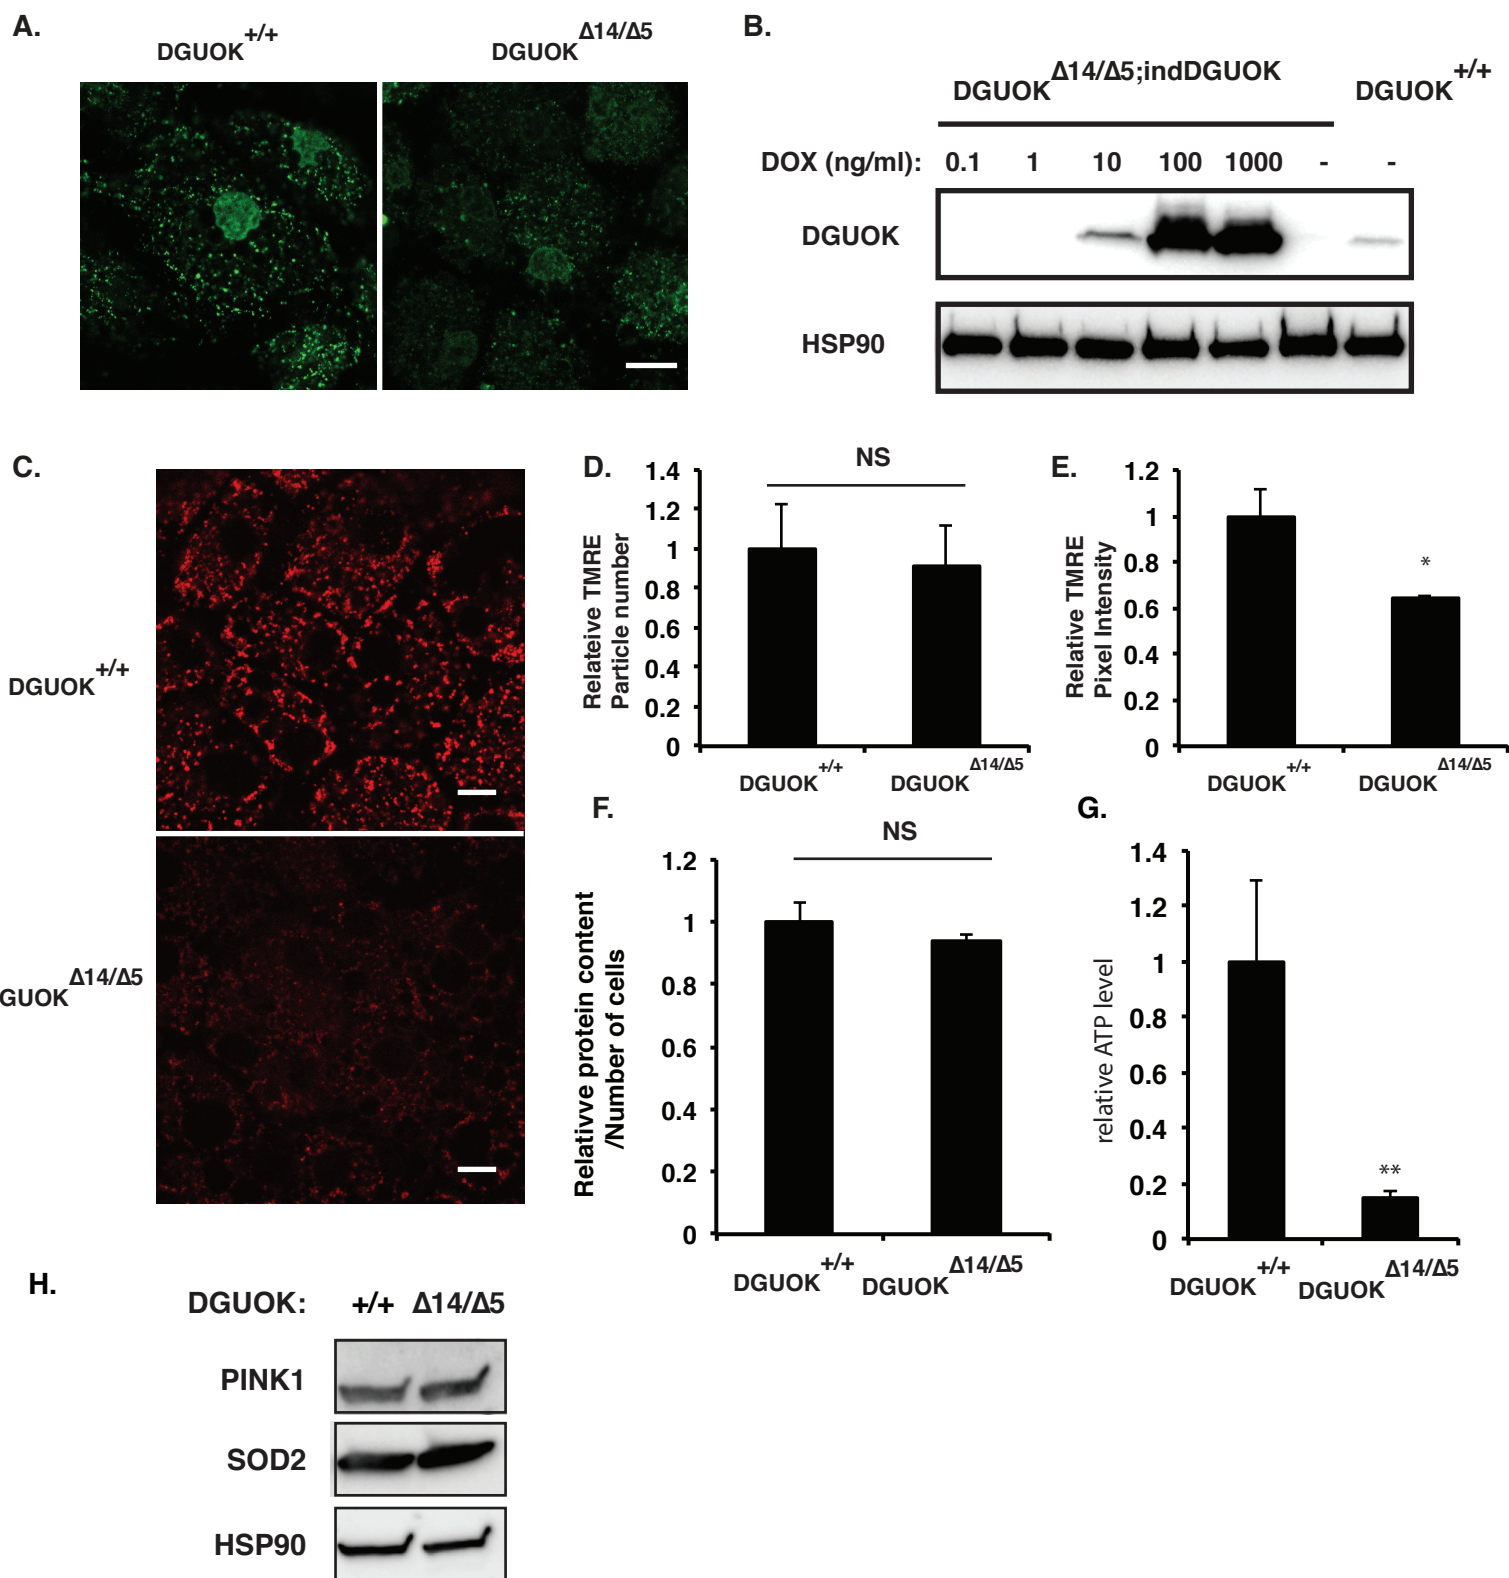 A.
DGUOK+/+
DGUOKΔ14/Δ5
B.
DGUOKΔ14/Δ5;indDGUOK
DGUOK+/+
DOX (ng/ml): 0.1 1 10 100 1000 - -
DGUOK
HSP90
C.
DGUOK+/+
GUOKΔ14/Δ5
D.
NS
Relateive TMRE
Particle number
1.4
1.2
1
0.8
0.6
0.4
0.2
0
DGUOK+/+ DGUOKΔ14/Δ5
E.
Relative TMRE
Pixel Intensity
1.2
1
0.8
0.6
0.4
0.2
0
*
DGUOK+/+ DGUOKΔ14/Δ5
F.
NS
Relativve protein content
/Number of cells
1.2
1
0.8
0.6
0.4
0.2
0
DGUOK+/+ DGUOKΔ14/Δ5
G.
relative ATP level
1.4
1.2
1
0.8
0.6
0.4
0.2
0
**
DGUOK+/+ DGUOKΔ14/Δ5
H.
DGUOK: +/+ Δ14/Δ5
PINK1
SOD2
HSP90